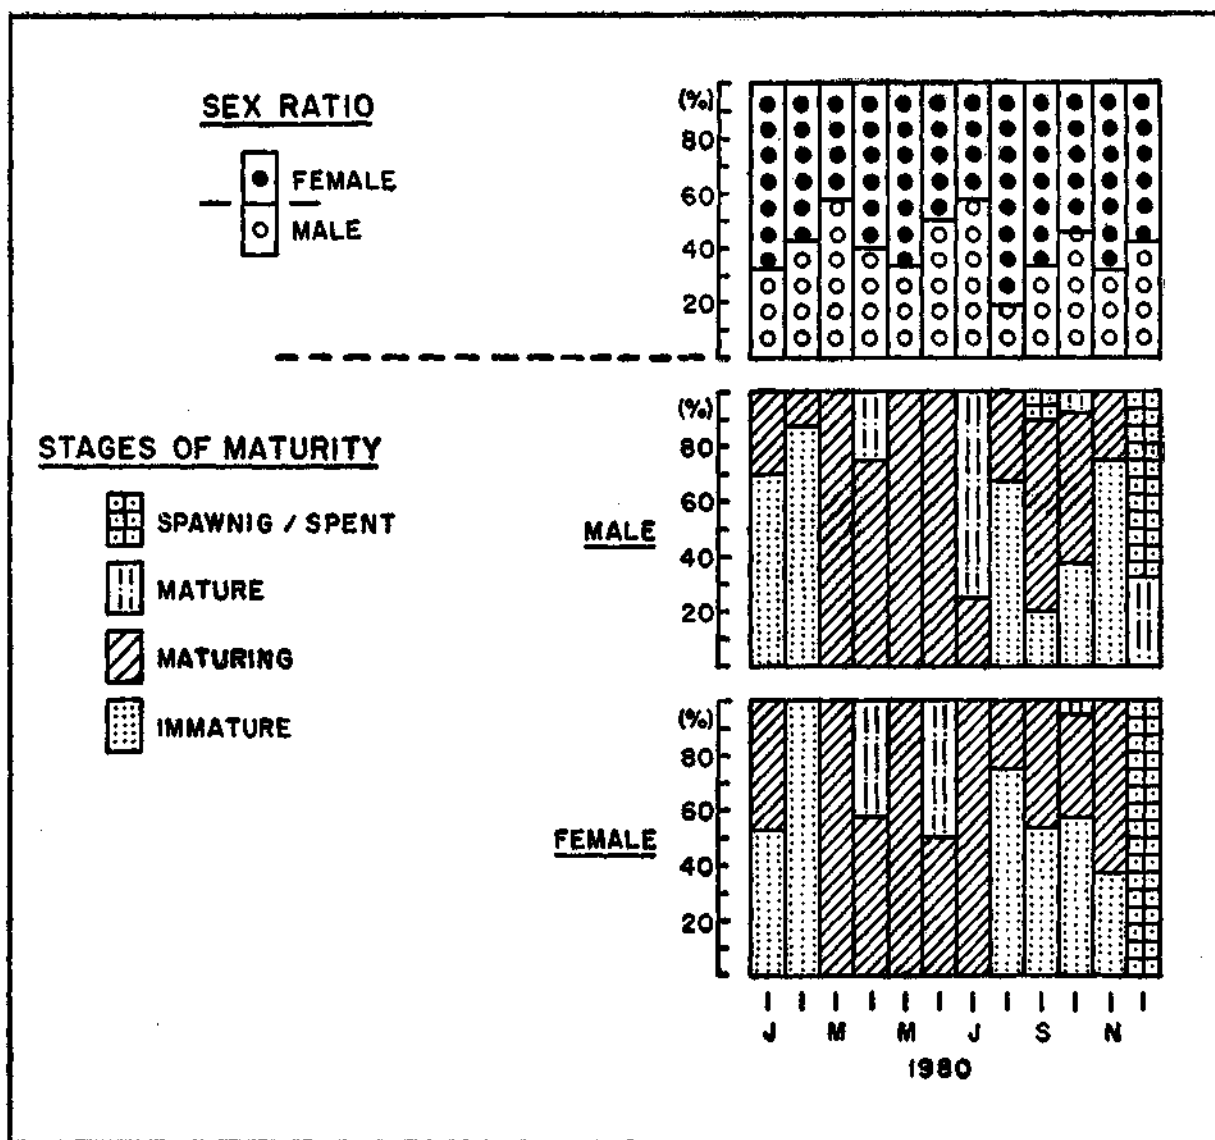 SEX RATIO
FEMALE
MALE
(%)
80
60
40
20
STAGES OF MATURITY
SPAWNIG / SPENT
MATURE
MATURING
IMMATURE
MALE
(%)
80
60
40
20
FEMALE
(%)
80
60
40
20
J M M J S N
1980